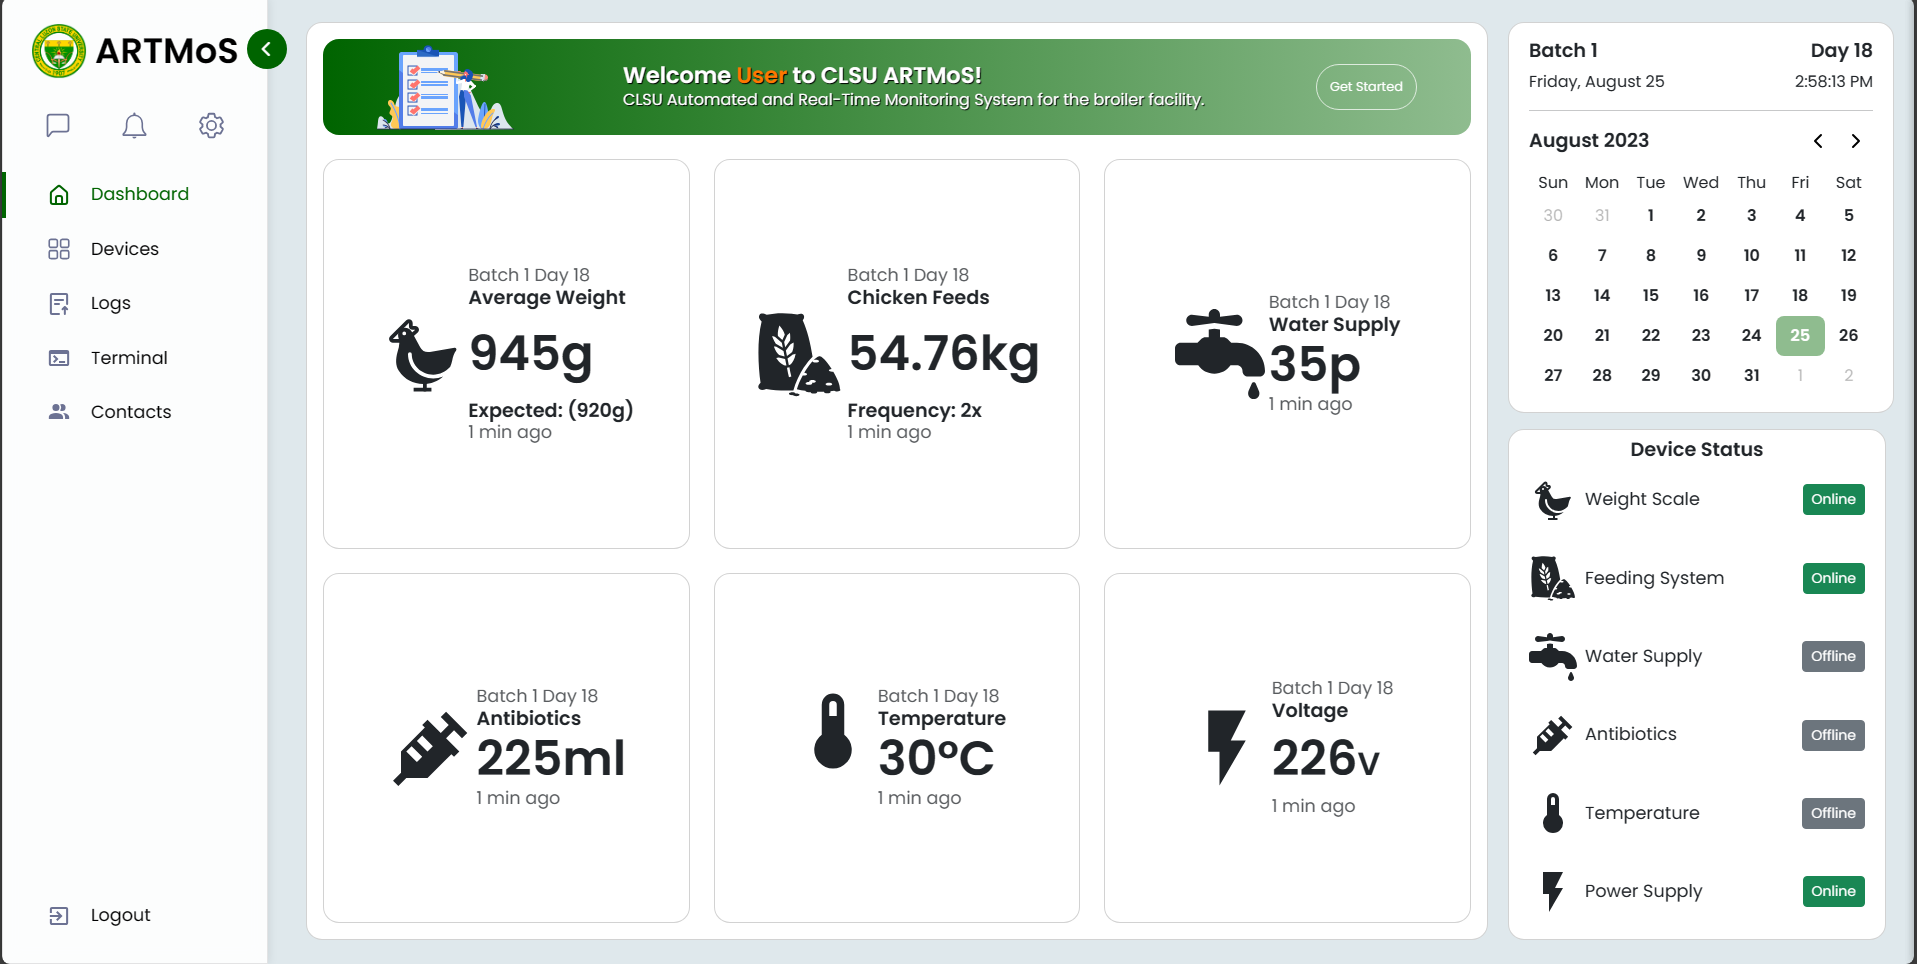 ARTMoS
Dashboard
Devices
Logs
Terminal
Contacts
Logout
Welcome User to CLSU ARTMoS!
CLSU Automated and Real-Time Monitoring System for the broiler facility.
Get Started
Batch 1 Day 18
Average Weight
945g
Expected: (920g)
1 min ago
Batch 1 Day 18
Chicken Feeds
54.76kg
Frequency: 2x
1 min ago
Batch 1 Day 18
Water Supply
35p
1 min ago
Batch 1 Day 18
Antibiotics
225ml
1 min ago
Batch 1 Day 18
Temperature
30°C
1 min ago
Batch 1 Day 18
Voltage
226v
1 min ago
Batch 1 Day 18
Friday, August 25 2:58:13 PM
August 2023
Sun Mon Tue Wed Thu Fri Sat
30 31 1 2 3 4 5
6 7 8 9 10 11 12
13 14 15 16 17 18 19
20 21 22 23 24 25 26
27 28 29 30 31 1 2
Device Status
Weight Scale Online
Feeding System Online
Water Supply Offline
Antibiotics Offline
Temperature Offline
Power Supply Online